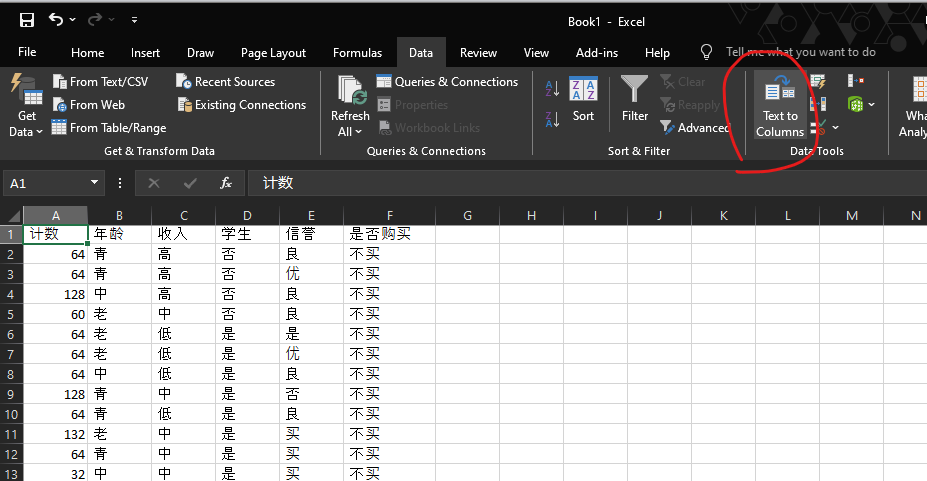 Book1 - Excel
File Home Insert Draw Page Layout Formulas Data Review View Add-ins Help Tell me what you want to do
Get Data
From Text/CSV
From Web
From Table/Range
Recent Sources
Existing Connections
Get & Transform Data
Refresh All
Queries & Connections
Properties
Workbook Links
Queries & Connections
Sort
Filter
Clear
Reapply
Advanced
Sort & Filter
Text to Columns
Data Tools
A1 fx 计数
A B C D E F G H I J K L M N
1 计数 年龄 收入 学生 信誉 是否购买
2 64 青 高 否 良 不买
3 64 青 高 否 优 不买
4 128 中 高 否 良 不买
5 60 老 中 否 良 不买
6 64 老 低 是 是 不买
7 64 老 低 是 优 不买
8 64 中 低 是 良 不买
9 128 青 中 是 否 不买
10 64 青 低 是 良 不买
11 132 老 中 是 买 不买
12 64 青 中 是 买 不买
13 32 中 中 是 买 不买